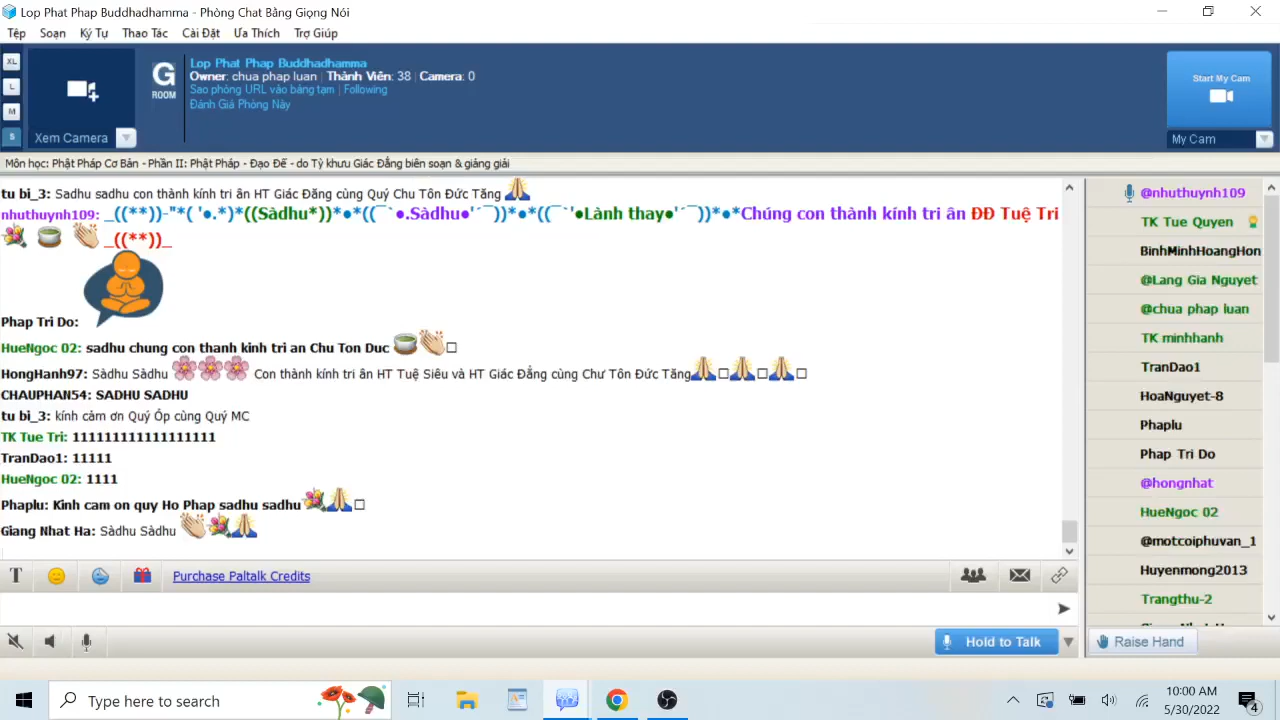 Lop Phat Phap Buddhadhamma - Phòng Chat Bằng Giọng Nói
Tệp Soạn Ký Tự Thao Tác Cài Đặt Ưa Thích Trợ Giúp
XL
L
M
S
Xem Camera
G
ROOM
Lop Phat Phap Buddhadhamma
Owner: chua phap luan | Thành Viên: 38 | Camera: 0
Sao phòng URL vào bảng tạm | Following
Đánh Giá Phòng Này
Start My Cam
My Cam
Môn học: Phật Pháp Cơ Bản - Phần II: Phật Pháp - Đạo Đế - do Tỳ khưu Giác Đẳng biên soạn & giảng giải
tu bi_3: Sadhu sadhu con thành kính tri ân HT Giác Đăng cùng Quý Chư Tôn Đức Tăng
nhuthuynh109: _((**))-"*( '●.*)*((Sàdhu*))*●*((¯`●.Sàdhu●'´¯))*●*((¯`'●Lành thay●'´¯))*●*Chúng con thành kính tri ân ĐĐ Tuệ Tri
_((**))_
Phap Tri Do:
HueNgoc 02: sadhu chung con thanh kinh tri an Chu Ton Duc
HongHanh97: Sàdhu Sàdhu Con thành kính tri ân HT Tuệ Siêu và HT Giác Đẳng cùng Chư Tôn Đức Tăng
CHAUPHAN54: SADHU SADHU
tu bi_3: kính cảm ơn Quý Óp cùng Quý MC
TK Tue Tri: 111111111111111111
TranDao1: 11111
HueNgoc 02: 1111
Phaplu: Kinh cam on quy Ho Phap sadhu sadhu
Giang Nhat Ha: Sàdhu Sàdhu
@nhuthuynh109
TK Tue Quyen
BinhMinhHoangHon
@Lang Gia Nguyet
@chua phap luan
TK minhhanh
TranDao1
HoaNguyet-8
Phaplu
Phap Tri Do
@hongnhat
HueNgoc 02
@motcoiphuvan_1
Huyenmong2013
Trangthu-2
T
Purchase Paltalk Credits
Hold to Talk
Raise Hand
Type here to search
10:00 AM
5/30/2022
4